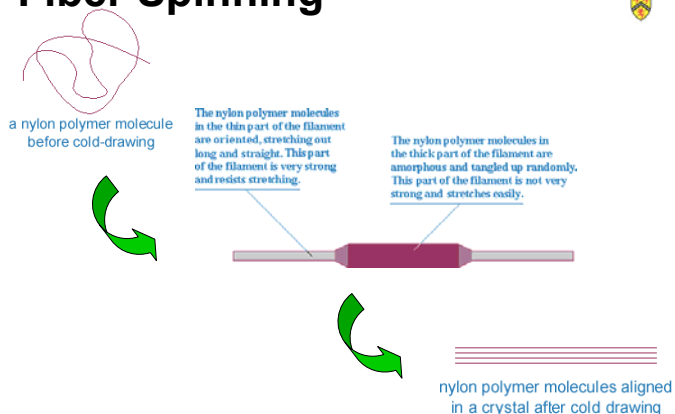 Fiber Spinning
a nylon polymer molecule
before cold-drawing
The nylon polymer molecules
in the thin part of the filament
are oriented, stretching out
long and straight. This part
of the filament is very strong
and resists stretching.
The nylon polymer molecules in
the thick part of the filament are
amorphous and tangled up randomly.
This part of the filament is not very
strong and stretches easily.
nylon polymer molecules aligned
in a crystal after cold drawing